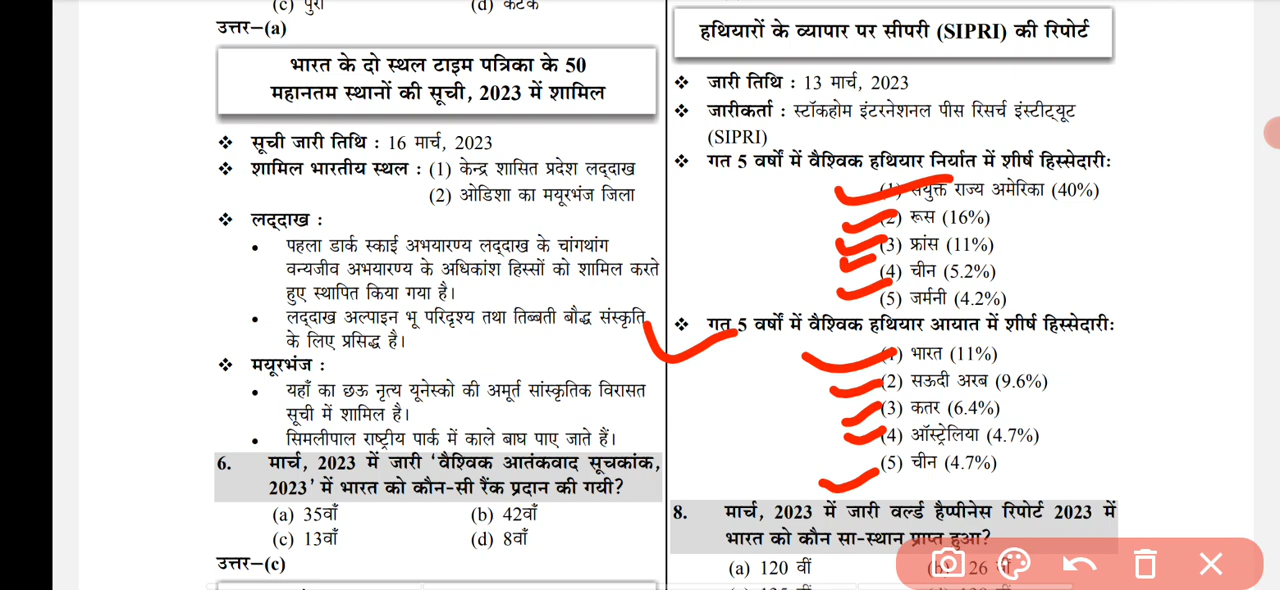 (c) पुरी
(d) कटक
उत्तर–(a)
भारत के दो स्थल टाइम पत्रिका के 50
महानतम स्थानों की सूची, 2023 में शामिल
❖ सूची जारी तिथि : 16 मार्च, 2023
❖ शामिल भारतीय स्थल : (1) केन्द्र शासित प्रदेश लद्दाख
(2) ओडिशा का मयूरभंज जिला
❖ लद्दाख :
• पहला डार्क स्काई अभयारण्य लद्दाख के चांगथांग
वन्यजीव अभयारण्य के अधिकांश हिस्सों को शामिल करते
हुए स्थापित किया गया है।
• लद्दाख अल्पाइन भू परिदृश्य तथा तिब्बती बौद्ध संस्कृति
के लिए प्रसिद्ध है।
❖ मयूरभंज :
• यहाँ का छऊ नृत्य यूनेस्को की अमूर्त सांस्कृतिक विरासत
सूची में शामिल है।
• सिमलीपाल राष्ट्रीय पार्क में काले बाघ पाए जाते हैं।
6. मार्च, 2023 में जारी ‘वैश्विक आतंकवाद सूचकांक,
2023’ में भारत को कौन-सी रैंक प्रदान की गयी?
(a) 35वाँ (b) 42वाँ
(c) 13वाँ (d) 8वाँ
उत्तर–(c)
हथियारों के व्यापार पर सीपरी (SIPRI) की रिपोर्ट
❖ जारी तिथि : 13 मार्च, 2023
❖ जारीकर्ता : स्टॉकहोम इंटरनेशनल पीस रिसर्च इंस्टीट्यूट
(SIPRI)
❖ गत 5 वर्षों में वैश्विक हथियार निर्यात में शीर्ष हिस्सेदारी:
(1) संयुक्त राज्य अमेरिका (40%)
(2) रूस (16%)
(3) फ्रांस (11%)
(4) चीन (5.2%)
(5) जर्मनी (4.2%)
❖ गत 5 वर्षों में वैश्विक हथियार आयात में शीर्ष हिस्सेदारी:
(1) भारत (11%)
(2) सऊदी अरब (9.6%)
(3) कतर (6.4%)
(4) ऑस्ट्रेलिया (4.7%)
(5) चीन (4.7%)
8. मार्च, 2023 में जारी वर्ल्ड हैप्पीनेस रिपोर्ट 2023 में
भारत को कौन सा-स्थान प्राप्त हुआ?
(a) 120 वीं (b) 126 वीं